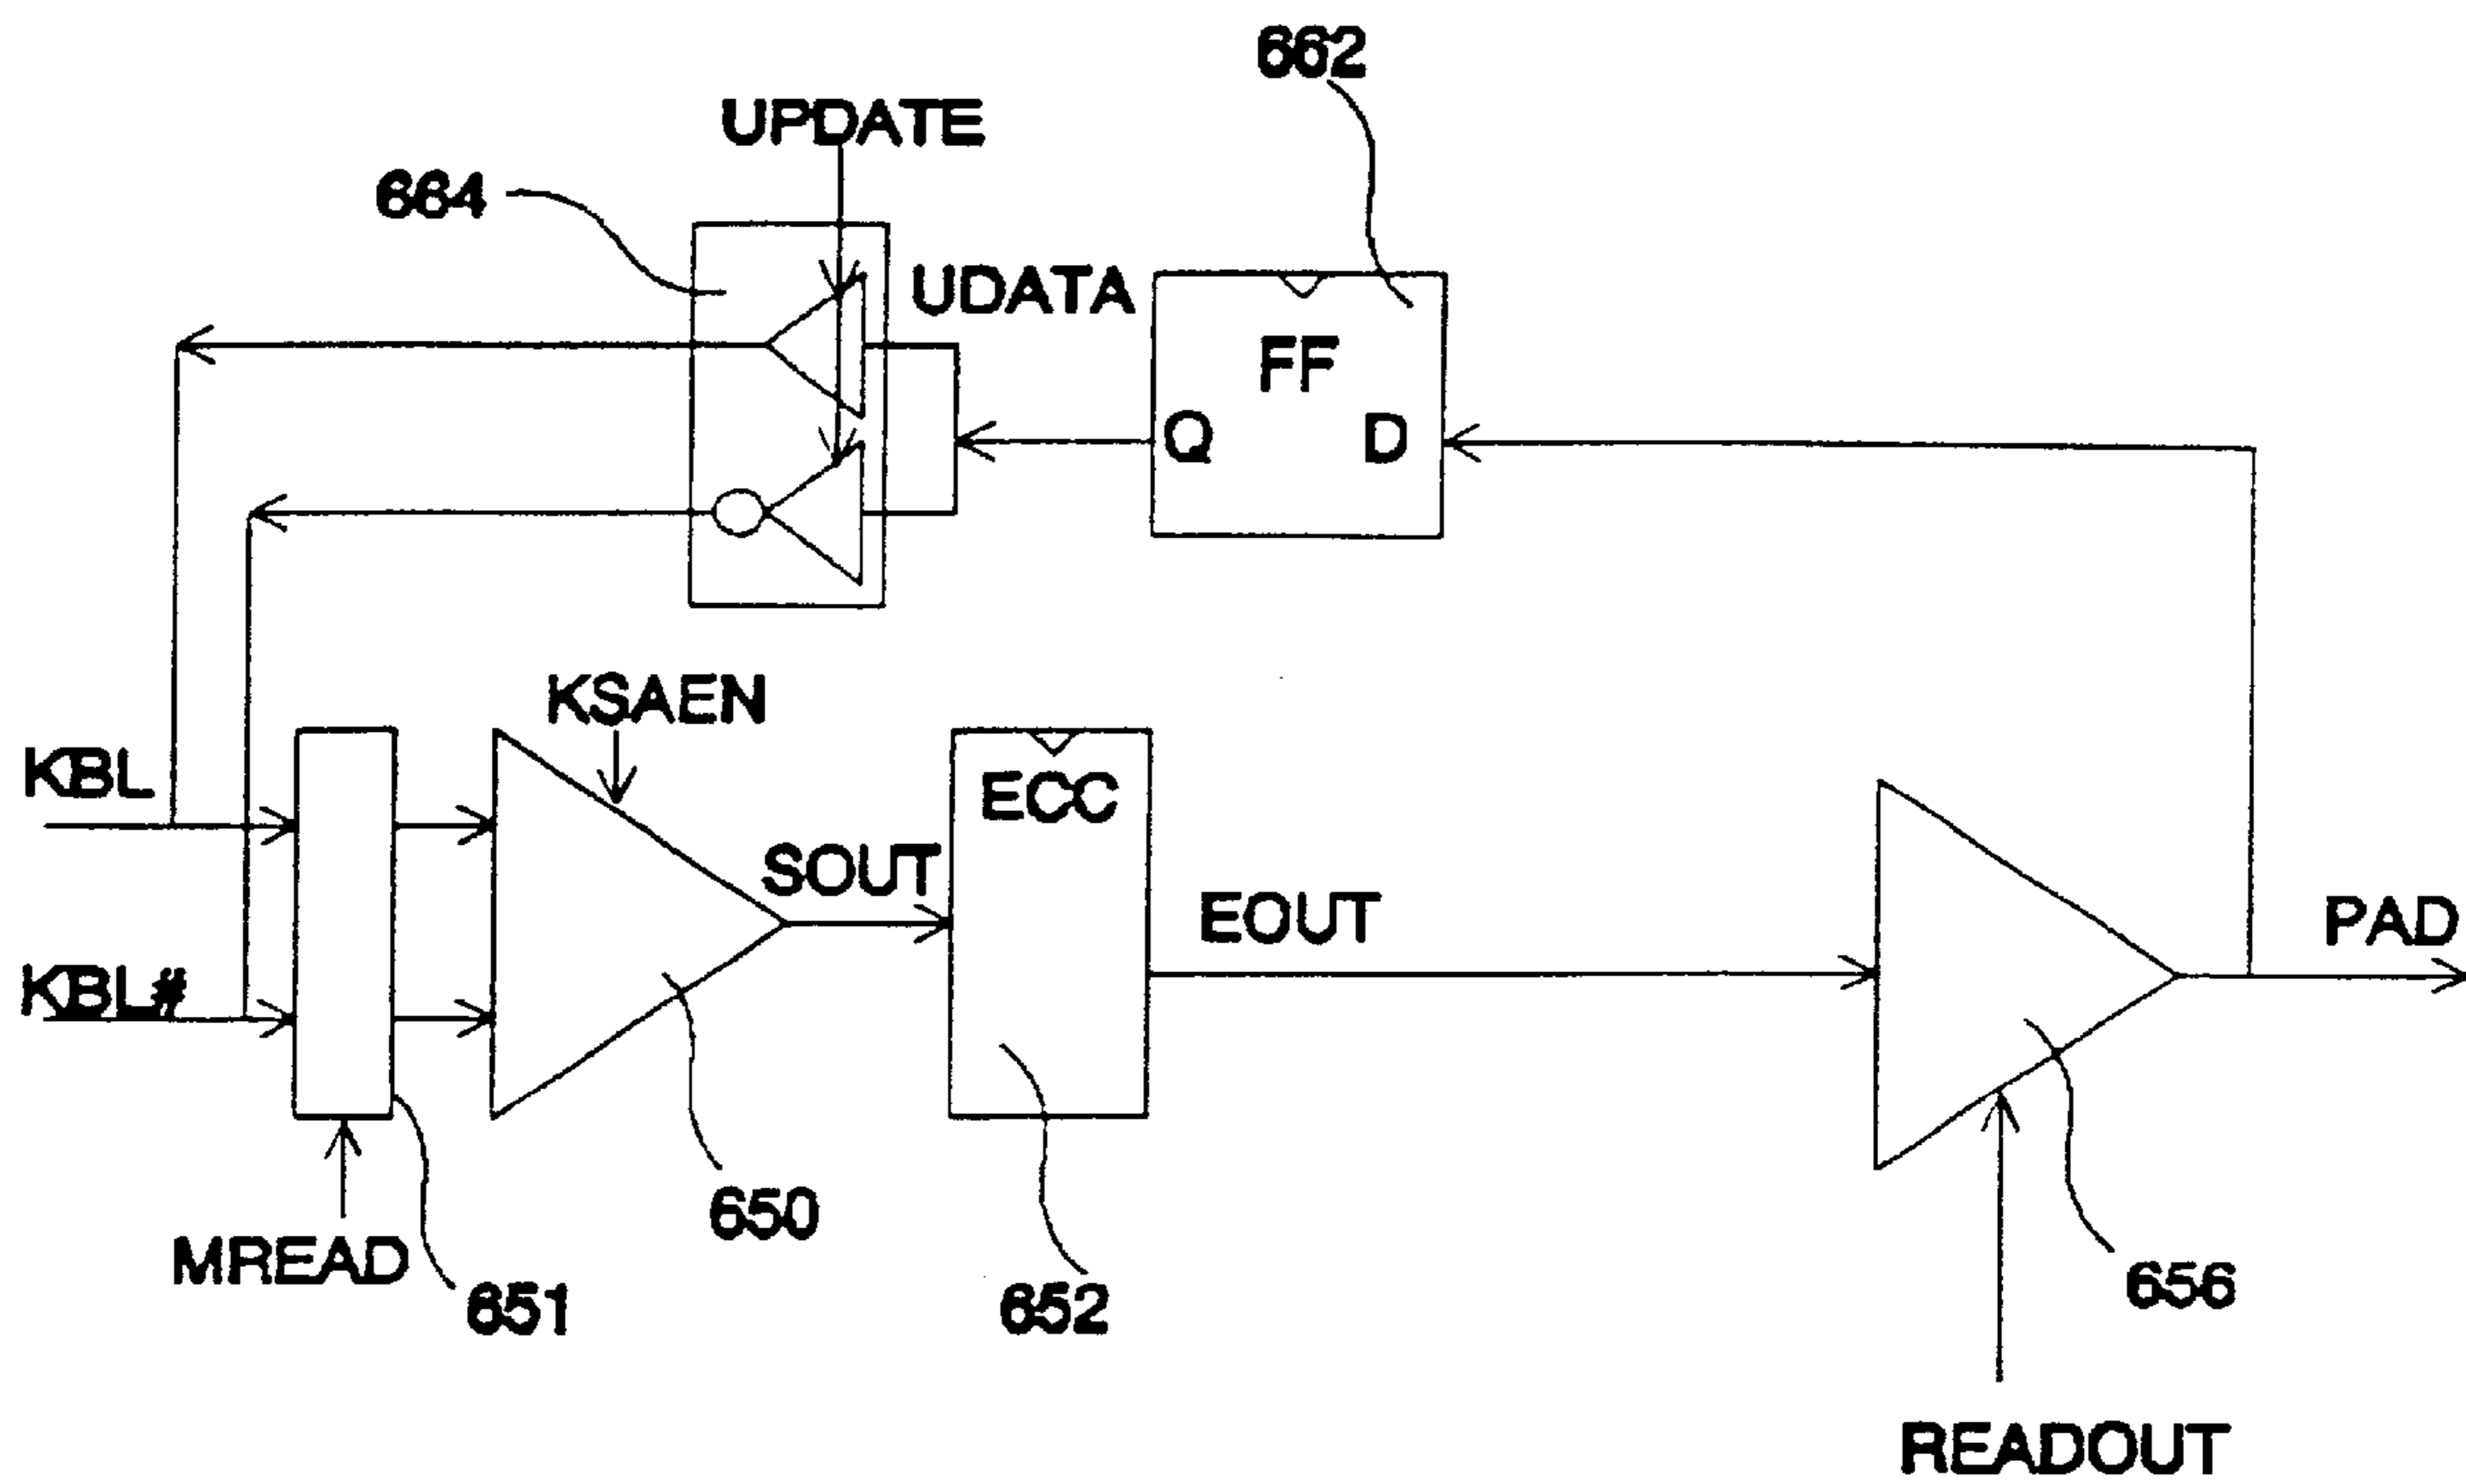 662
UPDATE
664
UDATA
FF
Q
D
KSAEN
KBL
ECC
SOUT
EOUT
PAD
KBL#
650
MREAD
651
652
656
READOUT